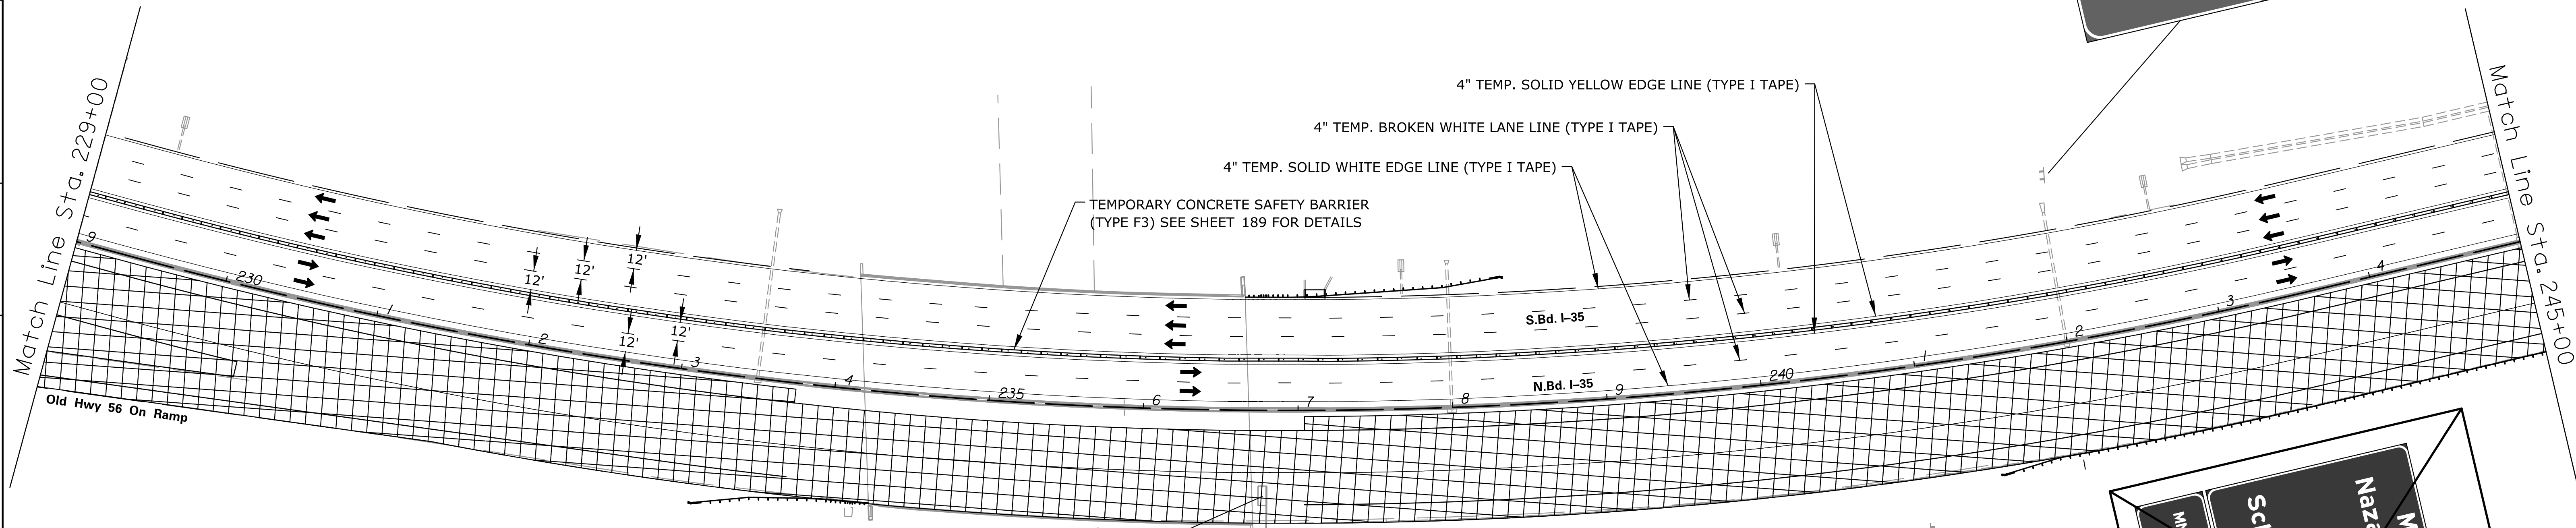 4" TEMP. SOLID YELLOW EDGE LINE (TYPE I TAPE)
4" TEMP. BROKEN WHITE LANE LINE (TYPE I TAPE)
4" TEMP. SOLID WHITE EDGE LINE (TYPE I TAPE)
TEMPORARY CONCRETE SAFETY BARRIER
(TYPE F3) SEE SHEET 189 FOR DETAILS
Match Line Sta. 229+00
Match Line Sta. 245+00
12'
12'
12'
12'
12'
S.Bd. I-35
N.Bd. I-35
9
230
1
2
3
4
235
6
7
8
9
240
1
2
3
4
Old Hwy 56 On Ramp